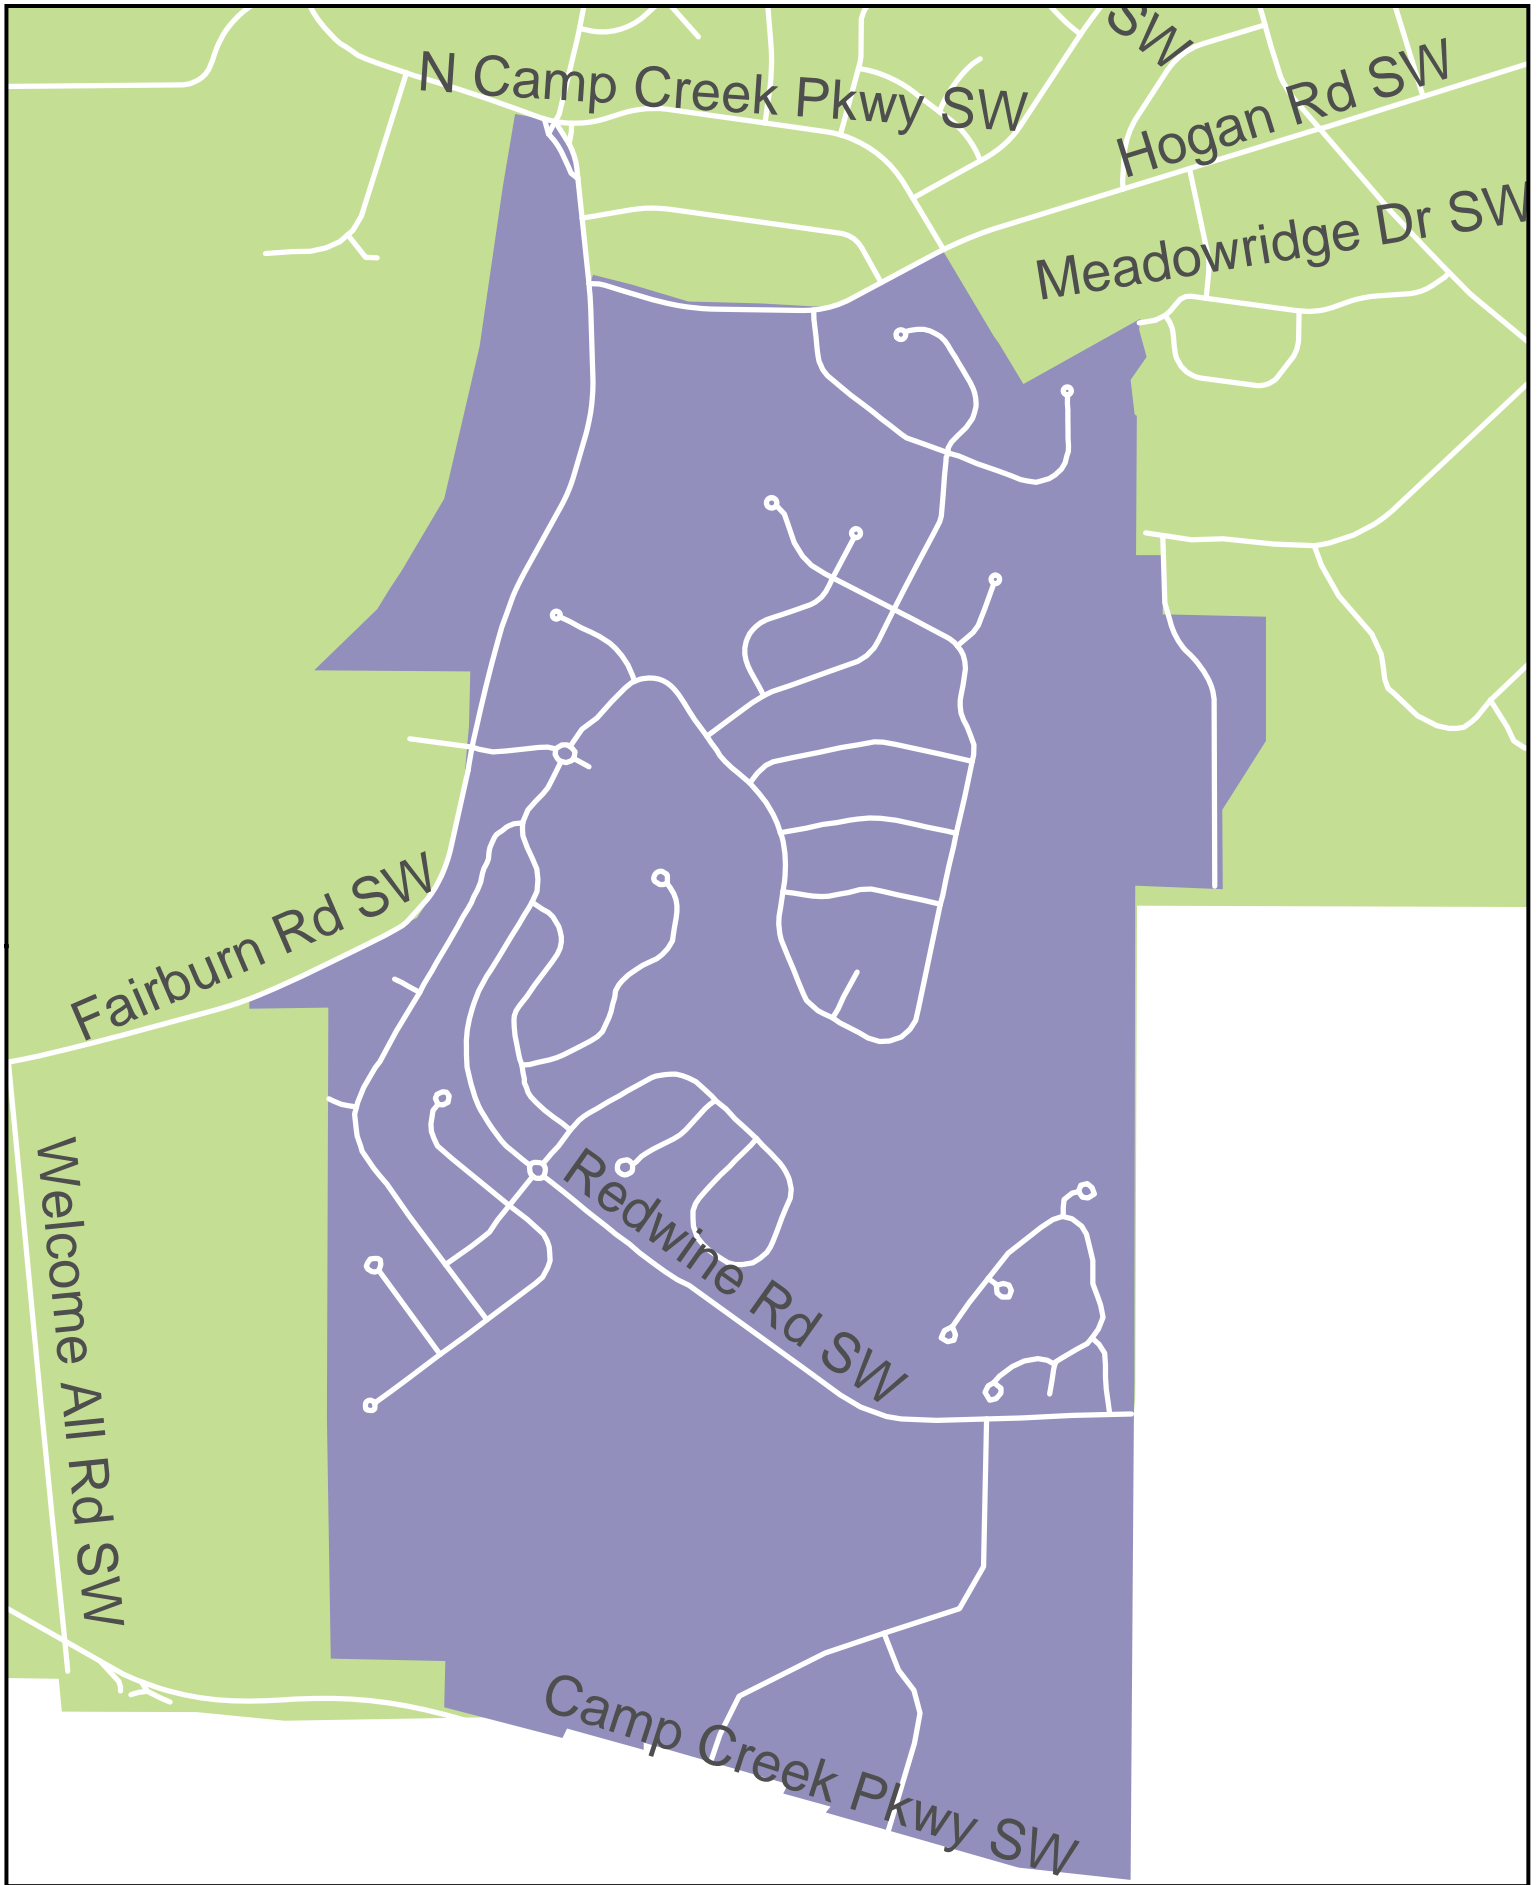 SW
N Camp Creek Pkwy SW
Hogan Rd SW
Meadowridge Dr SW
Fairburn Rd SW
Welcome All Rd SW
Redwine Rd SW
Camp Creek Pkwy SW